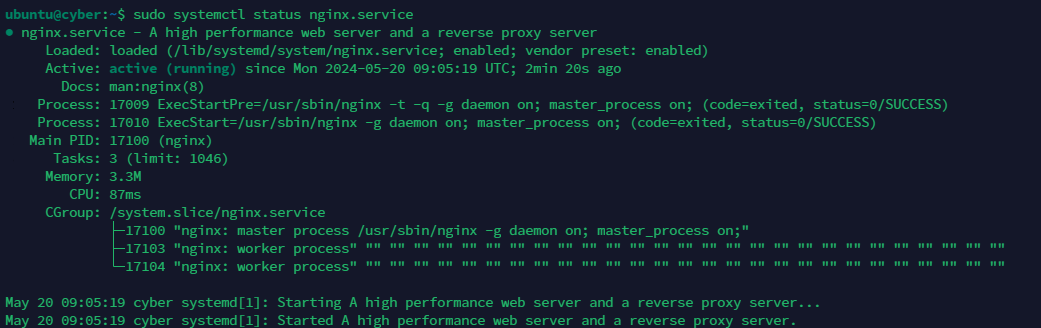 ubuntu@cyber:~$ sudo systemctl status nginx.service
● nginx.service - A high performance web server and a reverse proxy server
     Loaded: loaded (/lib/systemd/system/nginx.service; enabled; vendor preset: enabled)
     Active: active (running) since Mon 2024-05-20 09:05:19 UTC; 2min 20s ago
       Docs: man:nginx(8)
    Process: 17009 ExecStartPre=/usr/sbin/nginx -t -q -g daemon on; master_process on; (code=exited, status=0/SUCCESS)
    Process: 17010 ExecStart=/usr/sbin/nginx -g daemon on; master_process on; (code=exited, status=0/SUCCESS)
   Main PID: 17100 (nginx)
      Tasks: 3 (limit: 1046)
     Memory: 3.3M
        CPU: 87ms
     CGroup: /system.slice/nginx.service
             ├─17100 "nginx: master process /usr/sbin/nginx -g daemon on; master_process on;"
             ├─17103 "nginx: worker process" "" "" "" "" "" "" "" "" "" "" "" "" "" "" "" "" "" "" "" "" "" "" "" "" "" "" ""
             └─17104 "nginx: worker process" "" "" "" "" "" "" "" "" "" "" "" "" "" "" "" "" "" "" "" "" "" "" "" "" "" "" ""
May 20 09:05:19 cyber systemd[1]: Starting A high performance web server and a reverse proxy server...
May 20 09:05:19 cyber systemd[1]: Started A high performance web server and a reverse proxy server.